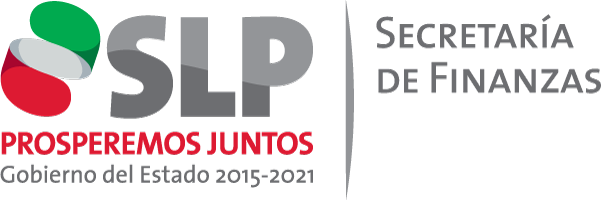 SLP
PROSPEREMOS JUNTOS
Gobierno del Estado 2015-2021
SECRETARÍA
DE FINANZAS